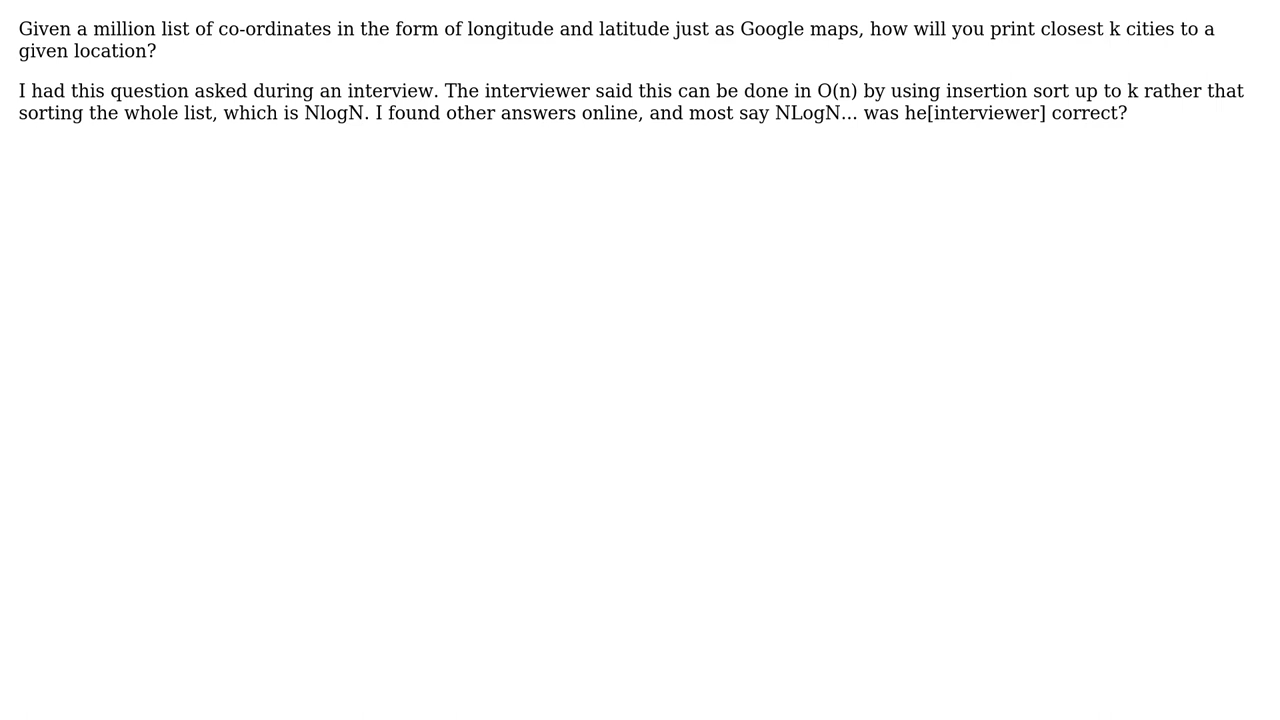 Given a million list of co-ordinates in the form of longitude and latitude just as Google maps, how will you print closest k cities to a
given location?
I had this question asked during an interview. The interviewer said this can be done in O(n) by using insertion sort up to k rather that
sorting the whole list, which is NlogN. I found other answers online, and most say NLogN... was he[interviewer] correct?